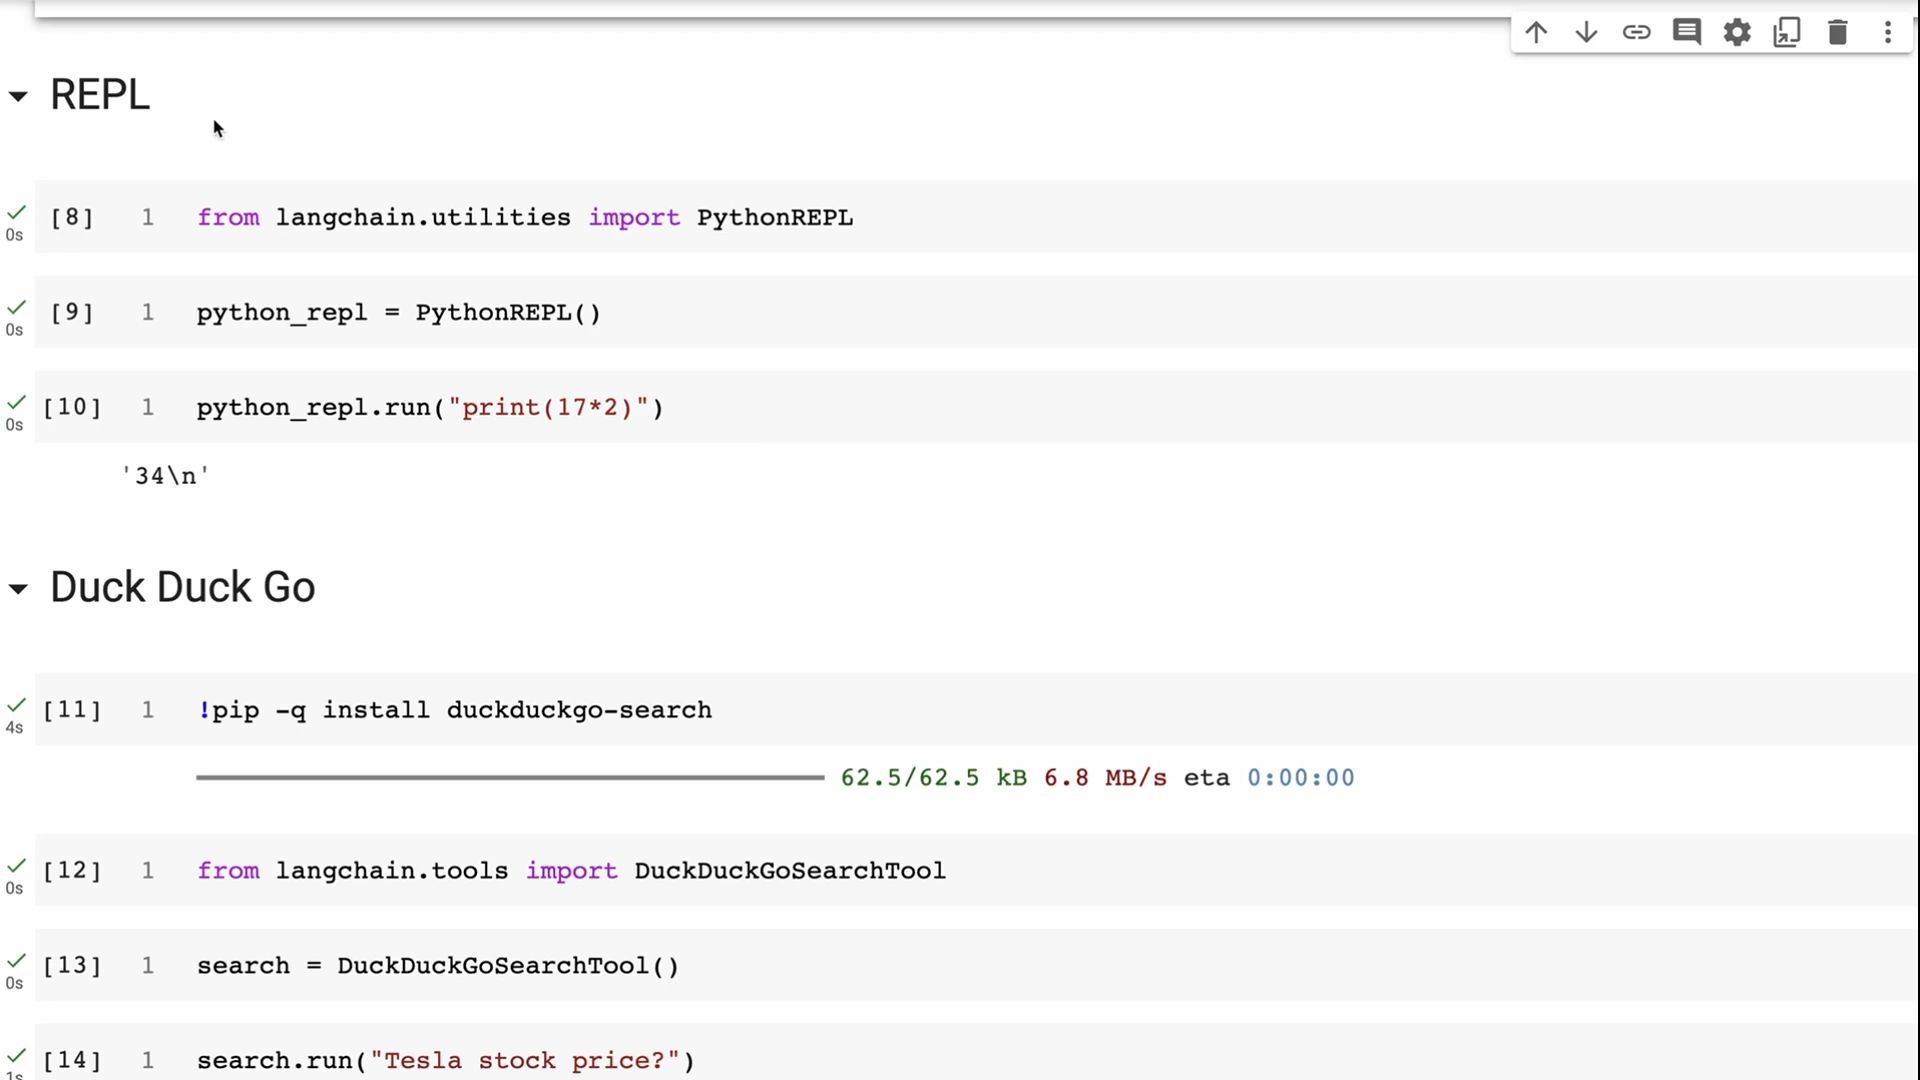 REPL
0s [8] 1 from langchain.utilities import PythonREPL
0s [9] 1 python_repl = PythonREPL()
0s [10] 1 python_repl.run("print(17*2)")
'34\n'
Duck Duck Go
4s [11] 1 !pip -q install duckduckgo-search
62.5/62.5 kB 6.8 MB/s eta 0:00:00
0s [12] 1 from langchain.tools import DuckDuckGoSearchTool
0s [13] 1 search = DuckDuckGoSearchTool()
1s [14] 1 search.run("Tesla stock price?")